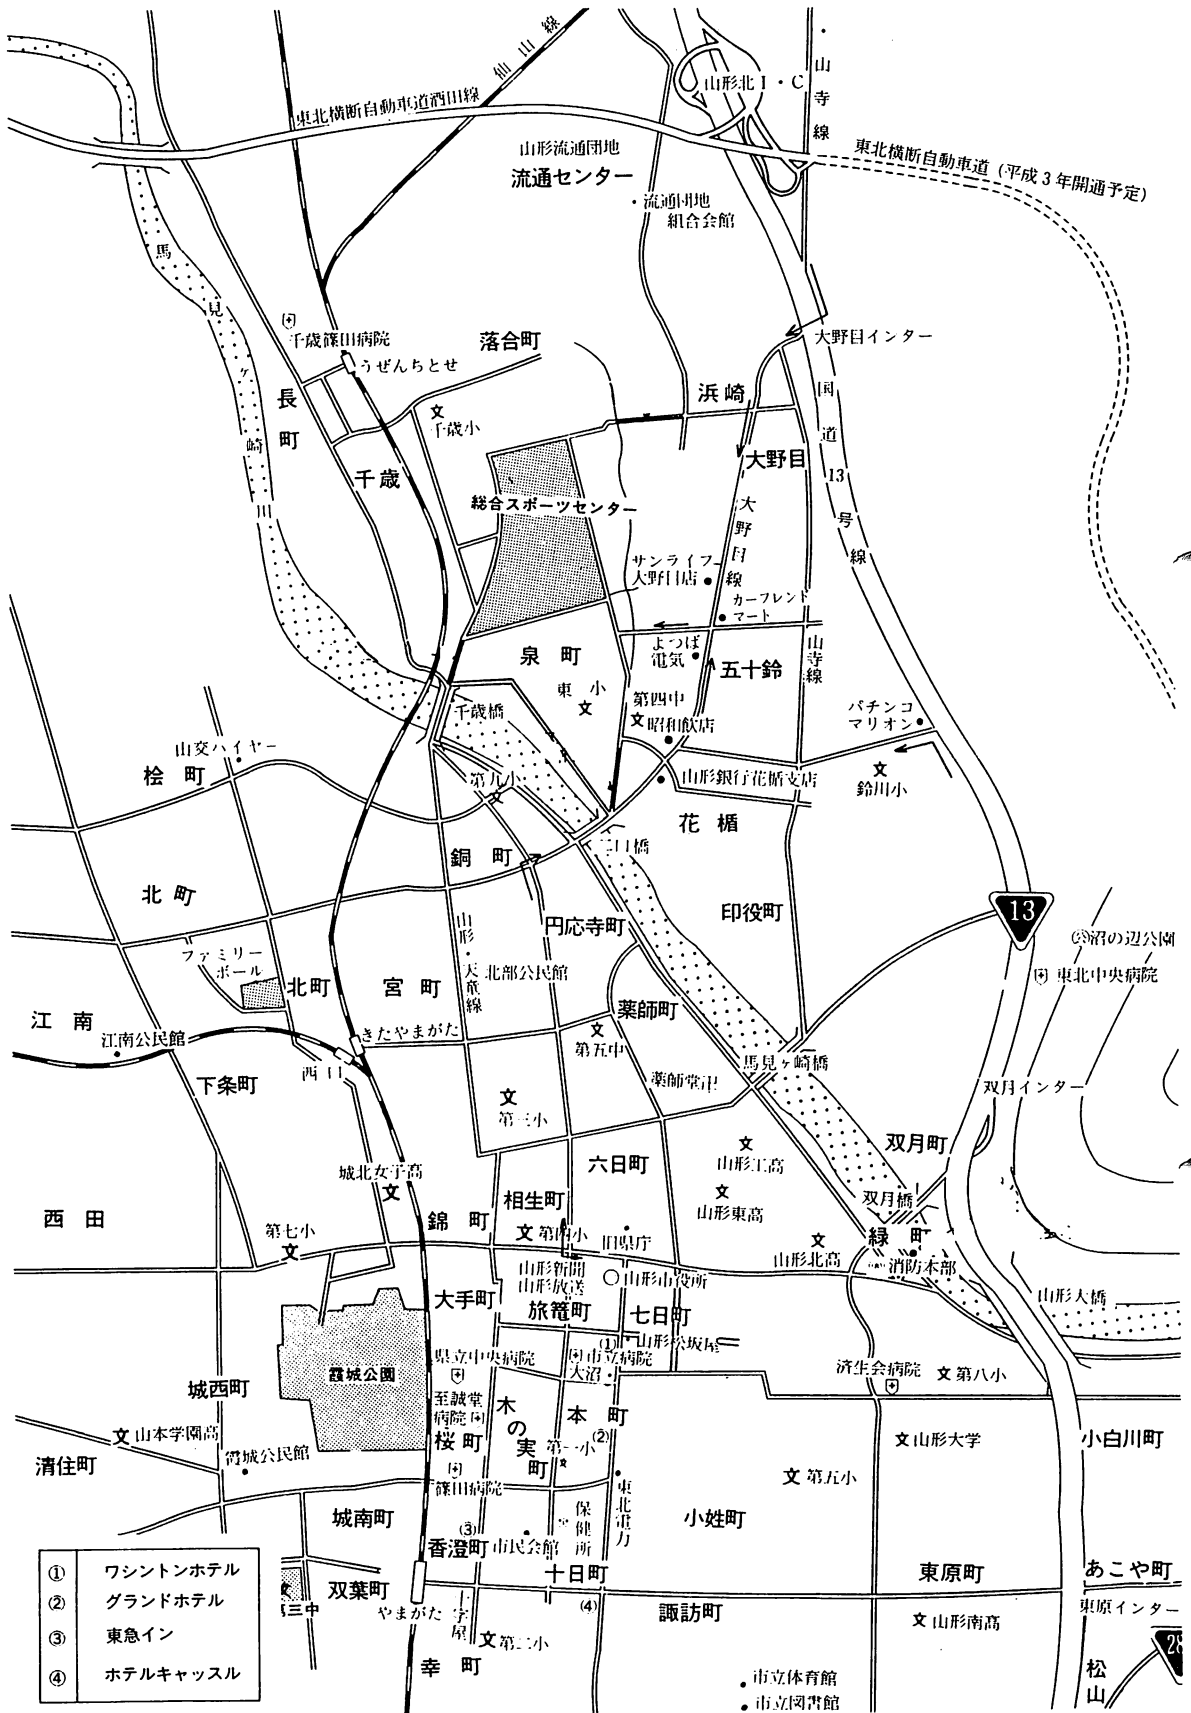 仙山線
山形北I・C
・山寺線
東北横断自動車道酒田線
東北横断自動車道(平成3年開通予定)
山形流通団地
流通センター
・流通団地
組合会館
馬見ヶ崎川
千歳篠田病院
うぜんちとせ
落合町
大野目インター
浜崎
国道13号線
長町
文
千歳小
千歳
大野目
総合スポーツセンター
大野目線
サンライフ
大野目店
カーフレンド
マート
よつば
電気
泉町
五十鈴
山寺線
東小
文
第四中
文
昭和飲店
パチンコ
マリオン
千歳橋
山交ハイヤー
桧町
第九小
文
山形銀行花楯支店
文
鈴川小
花楯
二口橋
銅町
北町
円応寺町
印役町
13
沼の辺公園
東北中央病院
ファミリー
ボール
山形・天童線
北部公民館
北町
宮町
薬師町
江南
江南公民館
きたやまがた
西口
文
第五中
馬見ヶ崎橋
下条町
薬師堂卍
双月インター
文
第三小
双月町
六日町
文
山形工高
城北女子高
文
相生町
文
山形東高
双月橋
西田
第七小
文
錦町
文 第四小
旧県庁
文
山形北高
緑町
消防本部
山形新聞
山形放送
山形市役所
大手町
旅篭町
七日町
山形大橋
①
山形松坂屋
県立中央病院
市立病院
大沼
済生会病院
文 第八小
霞城公園
城西町
至誠堂
病院
木の実町
本町
②
文 山本学園高
桜町
第一小
文
文 山形大学
小白川町
清住町
霞城公民館
篠田病院
文 第五小
東北電力
城南町
保健所
小姓町
③
香澄町
市民会館
① ワシントンホテル
② グランドホテル
③ 東急イン
④ ホテルキャッスル
文
第三中
双葉町
やまがた
十字屋
十日町
④
諏訪町
東原町
あこや町
東原インター
文 山形南高
文 第二小
幸町
・市立体育館
・市立図書館
松山
28